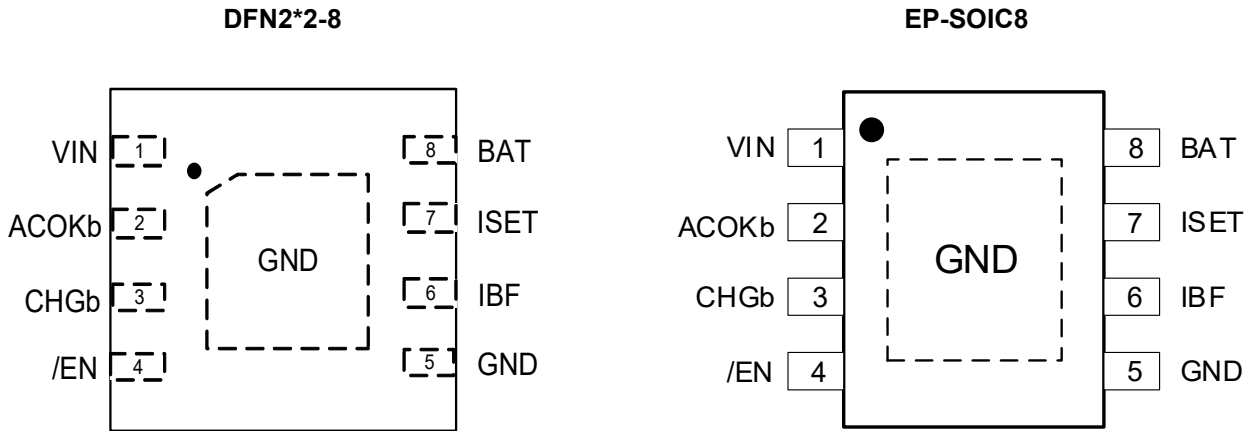 DFN2*2-8
VIN 1
ACOKb 2
CHGb 3
/EN 4
GND
8 BAT
7 ISET
6 IBF
5 GND
EP-SOIC8
VIN 1
ACOKb 2
CHGb 3
/EN 4
GND
8 BAT
7 ISET
6 IBF
5 GND